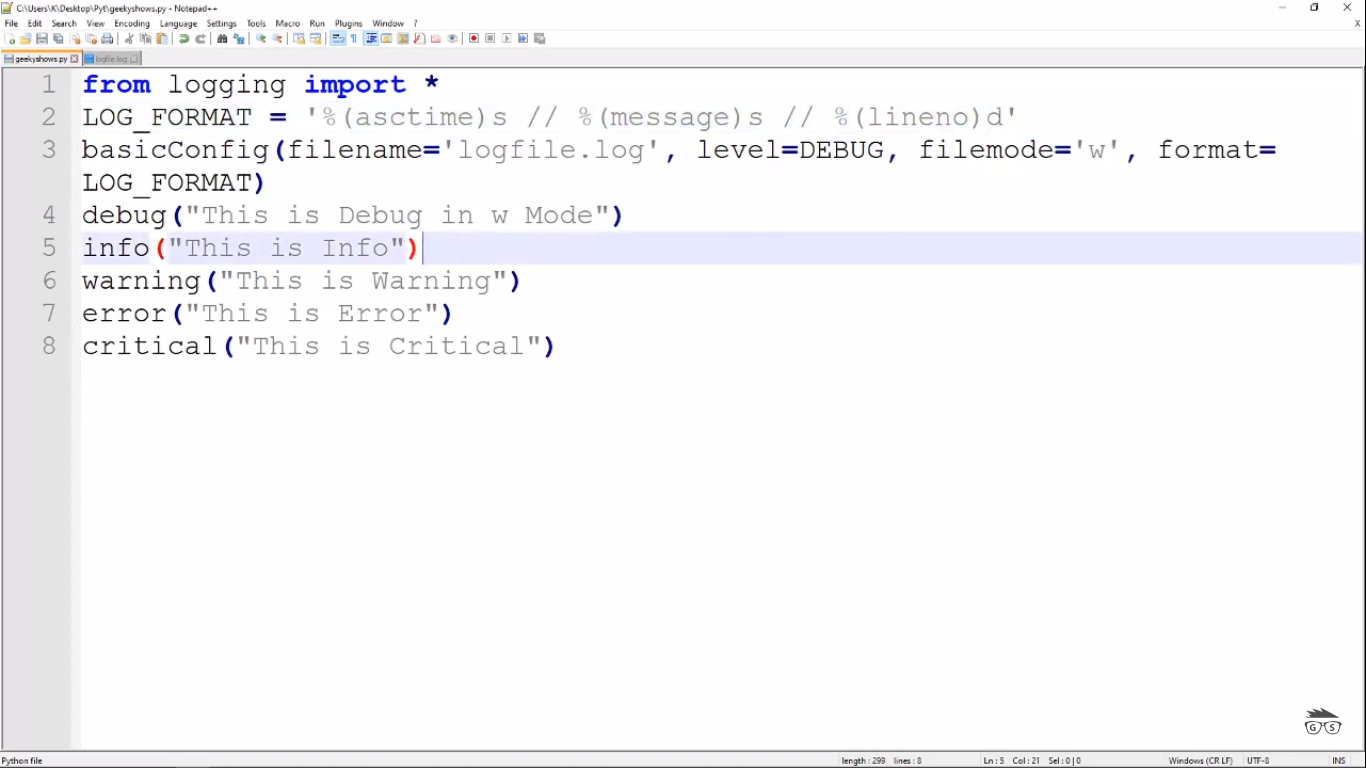 C:\Users\K\Desktop\Pyt\geekyshows.py - Notepad++
File Edit Search View Encoding Language Settings Tools Macro Run Plugins Window ?
X
geekyshows.py logfile.log
1 from logging import *
2 LOG_FORMAT = '%(asctime)s // %(message)s // %(lineno)d'
3 basicConfig(filename='logfile.log', level=DEBUG, filemode='w', format=
LOG_FORMAT)
4 debug("This is Debug in w Mode")
5 info("This is Info")
6 warning("This is Warning")
7 error("This is Error")
8 critical("This is Critical")
G S
Python file length : 299 lines : 8 Ln : 5 Col : 21 Sel : 0 | 0 Windows (CR LF) UTF-8 INS